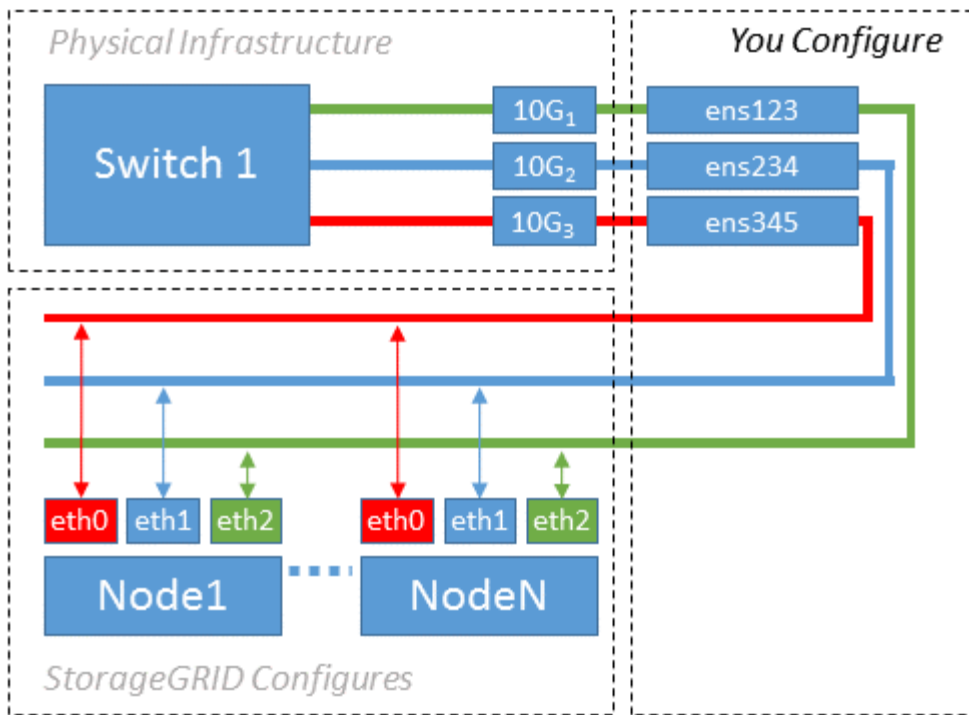 Physical Infrastructure
You Configure
Switch 1
10G₁
ens123
10G₂
ens234
10G₃
ens345
eth0
eth1
eth2
eth0
eth1
eth2
Node1
NodeN
StorageGRID Configures